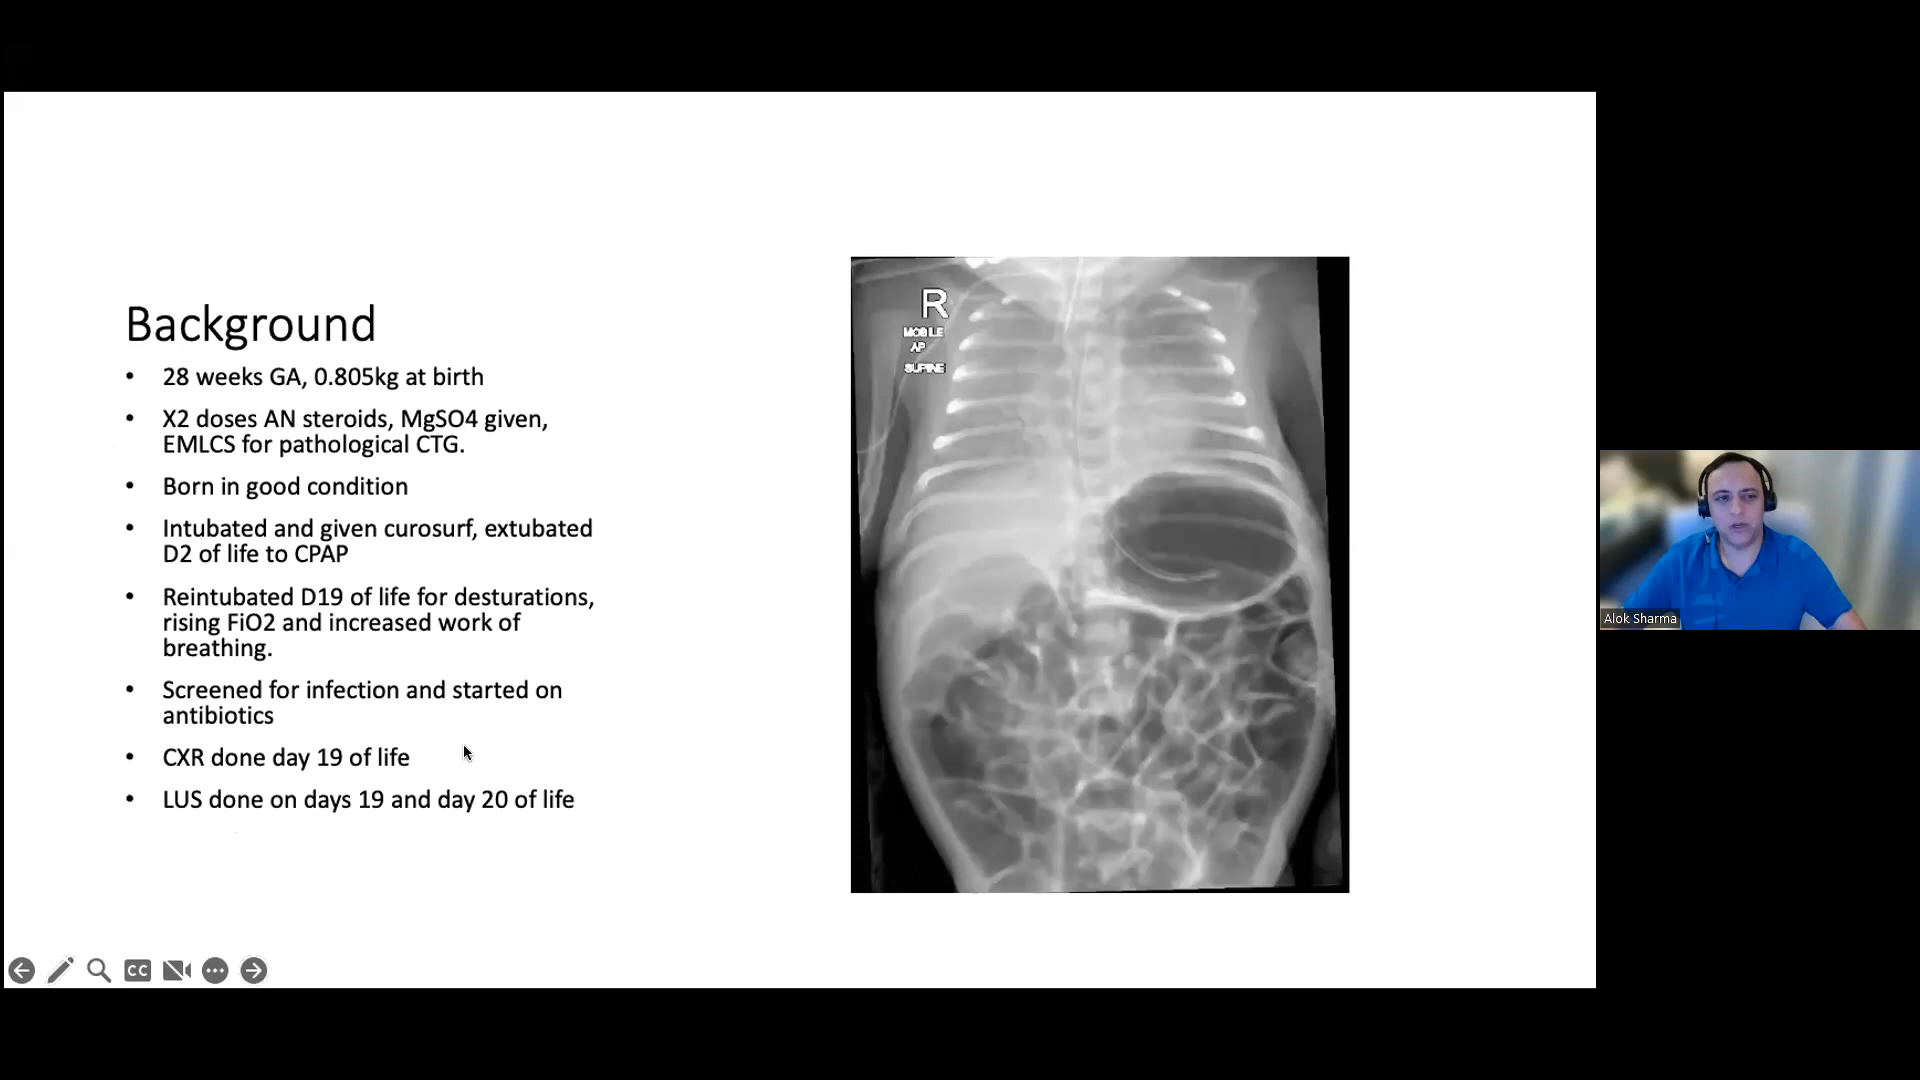 Background
• 28 weeks GA, 0.805kg at birth
• X2 doses AN steroids, MgSO4 given,
EMLCS for pathological CTG.
• Born in good condition
• Intubated and given curosurf, extubated
D2 of life to CPAP
• Reintubated D19 of life for desturations,
rising FiO2 and increased work of
breathing.
• Screened for infection and started on
antibiotics
• CXR done day 19 of life
• LUS done on days 19 and day 20 of life
R
MOBILE
AP
SUPINE
Alok Sharma
CC